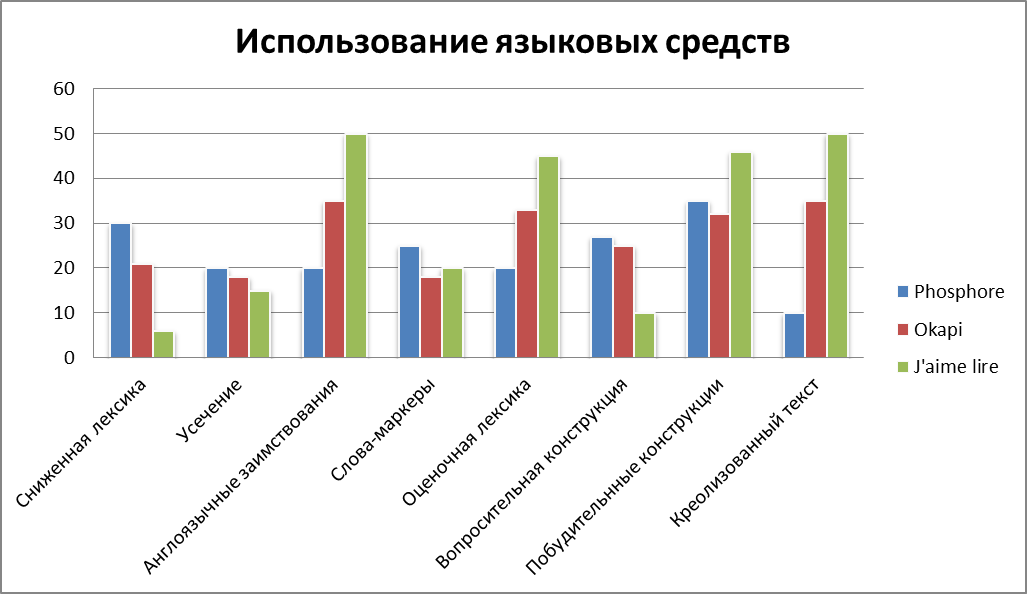 Использование языковых средств
60
50
40
30
20
10
0
Сниженная лексика
Усечение
Англоязычные заимствования
Слова-маркеры
Оценочная лексика
Вопросительная конструкция
Побудительнные конструкции
Креолизованный текст
Phosphore
Okapi
J'aime lire